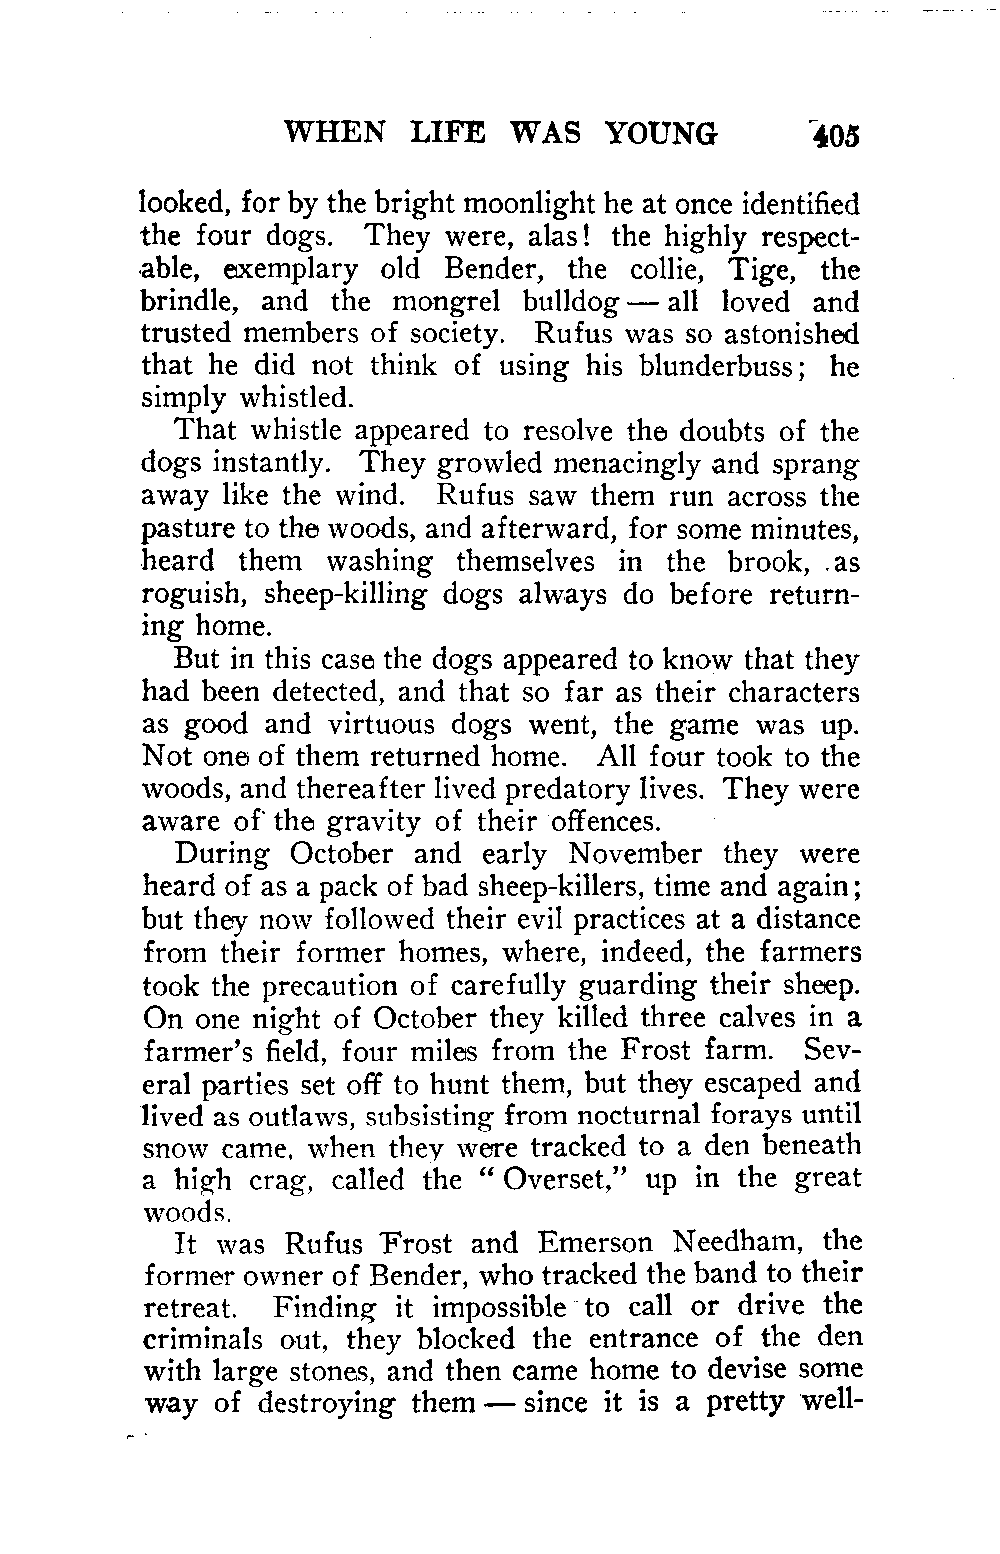 WHEN LIFE WAS YOUNG 405
looked, for by the bright moonlight he at once identified
the four dogs. They were, alas! the highly respect-
able, exemplary old Bender, the collie, Tige, the
brindle, and the mongrel bulldog — all loved and
trusted members of society. Rufus was so astonished
that he did not think of using his blunderbuss; he
simply whistled.
That whistle appeared to resolve the doubts of the
dogs instantly. They growled menacingly and sprang
away like the wind. Rufus saw them run across the
pasture to the woods, and afterward, for some minutes,
heard them washing themselves in the brook, as
roguish, sheep-killing dogs always do before return-
ing home.
But in this case the dogs appeared to know that they
had been detected, and that so far as their characters
as good and virtuous dogs went, the game was up.
Not one of them returned home. All four took to the
woods, and thereafter lived predatory lives. They were
aware of the gravity of their offences.
During October and early November they were
heard of as a pack of bad sheep-killers, time and again;
but they now followed their evil practices at a distance
from their former homes, where, indeed, the farmers
took the precaution of carefully guarding their sheep.
On one night of October they killed three calves in a
farmer's field, four miles from the Frost farm. Sev-
eral parties set off to hunt them, but they escaped and
lived as outlaws, subsisting from nocturnal forays until
snow came, when they were tracked to a den beneath
a high crag, called the " Overset," up in the great
woods.
It was Rufus Frost and Emerson Needham, the
former owner of Bender, who tracked the band to their
retreat. Finding it impossible to call or drive the
criminals out, they blocked the entrance of the den
with large stones, and then came home to devise some
way of destroying them — since it is a pretty well-